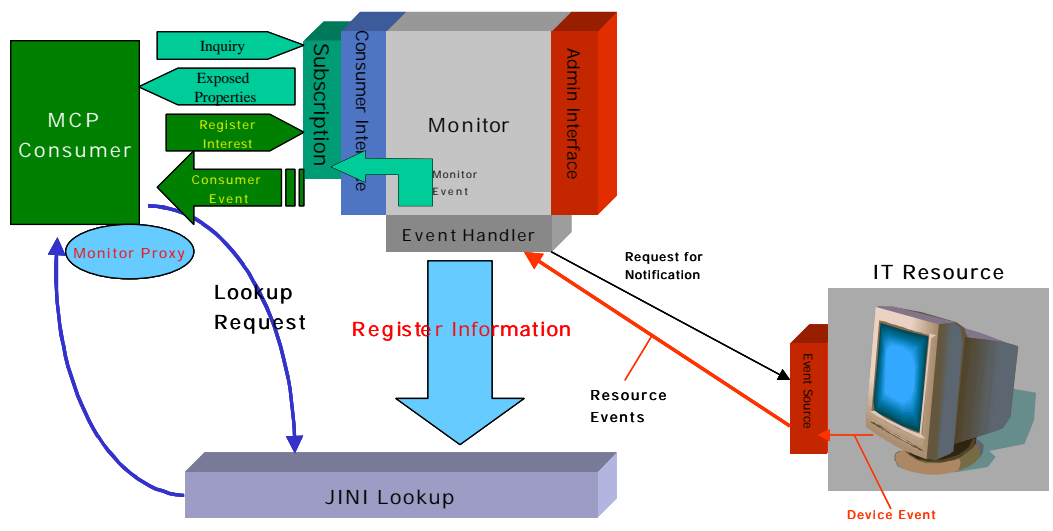 Inquiry
Exposed
Properties
Register
Interest
Consumer
Event
MCP
Consumer
Monitor Proxy
Subscription
Consumer Interface
Monitor
Admin Interface
Monitor
Event
Event Handler
Lookup
Request
Register Information
Request for
Notification
IT Resource
Event Source
Resource
Events
JINI Lookup
Device Event